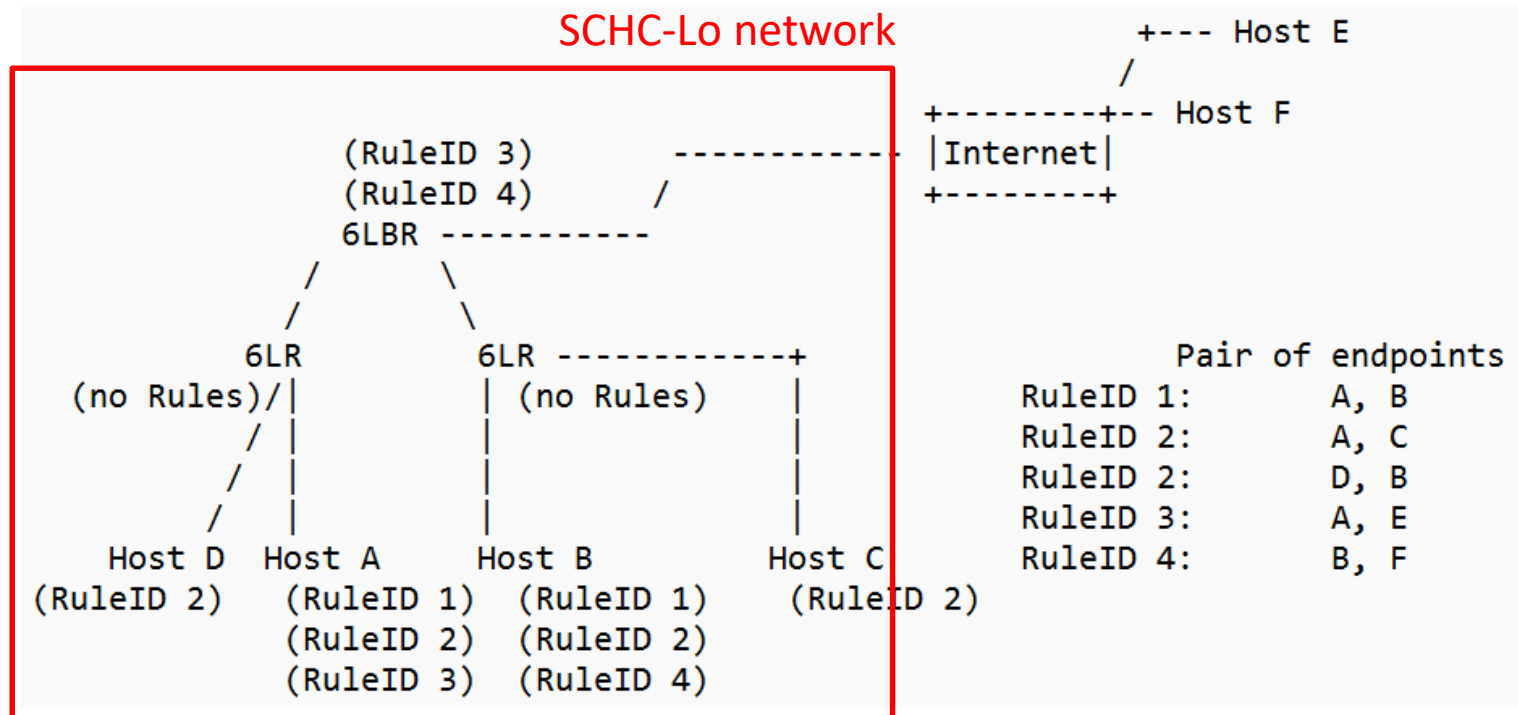 SCHC-Lo network
+--- Host E
/
+--------+-- Host F
(RuleID 3)       ------------ |Internet|
(RuleID 4)      /             +--------+
6LBR -----------
/       \
/         \
6LR         6LR ------------+
(no Rules)/|         | (no Rules)    |
/ |         |               |
/  |         |               |
/   |         |               |
Host D  Host A     Host B         Host C
(RuleID 2)   (RuleID 1)  (RuleID 1)    (RuleID 2)
(RuleID 2)  (RuleID 2)
(RuleID 3)  (RuleID 4)
Pair of endpoints
RuleID 1:       A, B
RuleID 2:       A, C
RuleID 2:       D, B
RuleID 3:       A, E
RuleID 4:       B, F